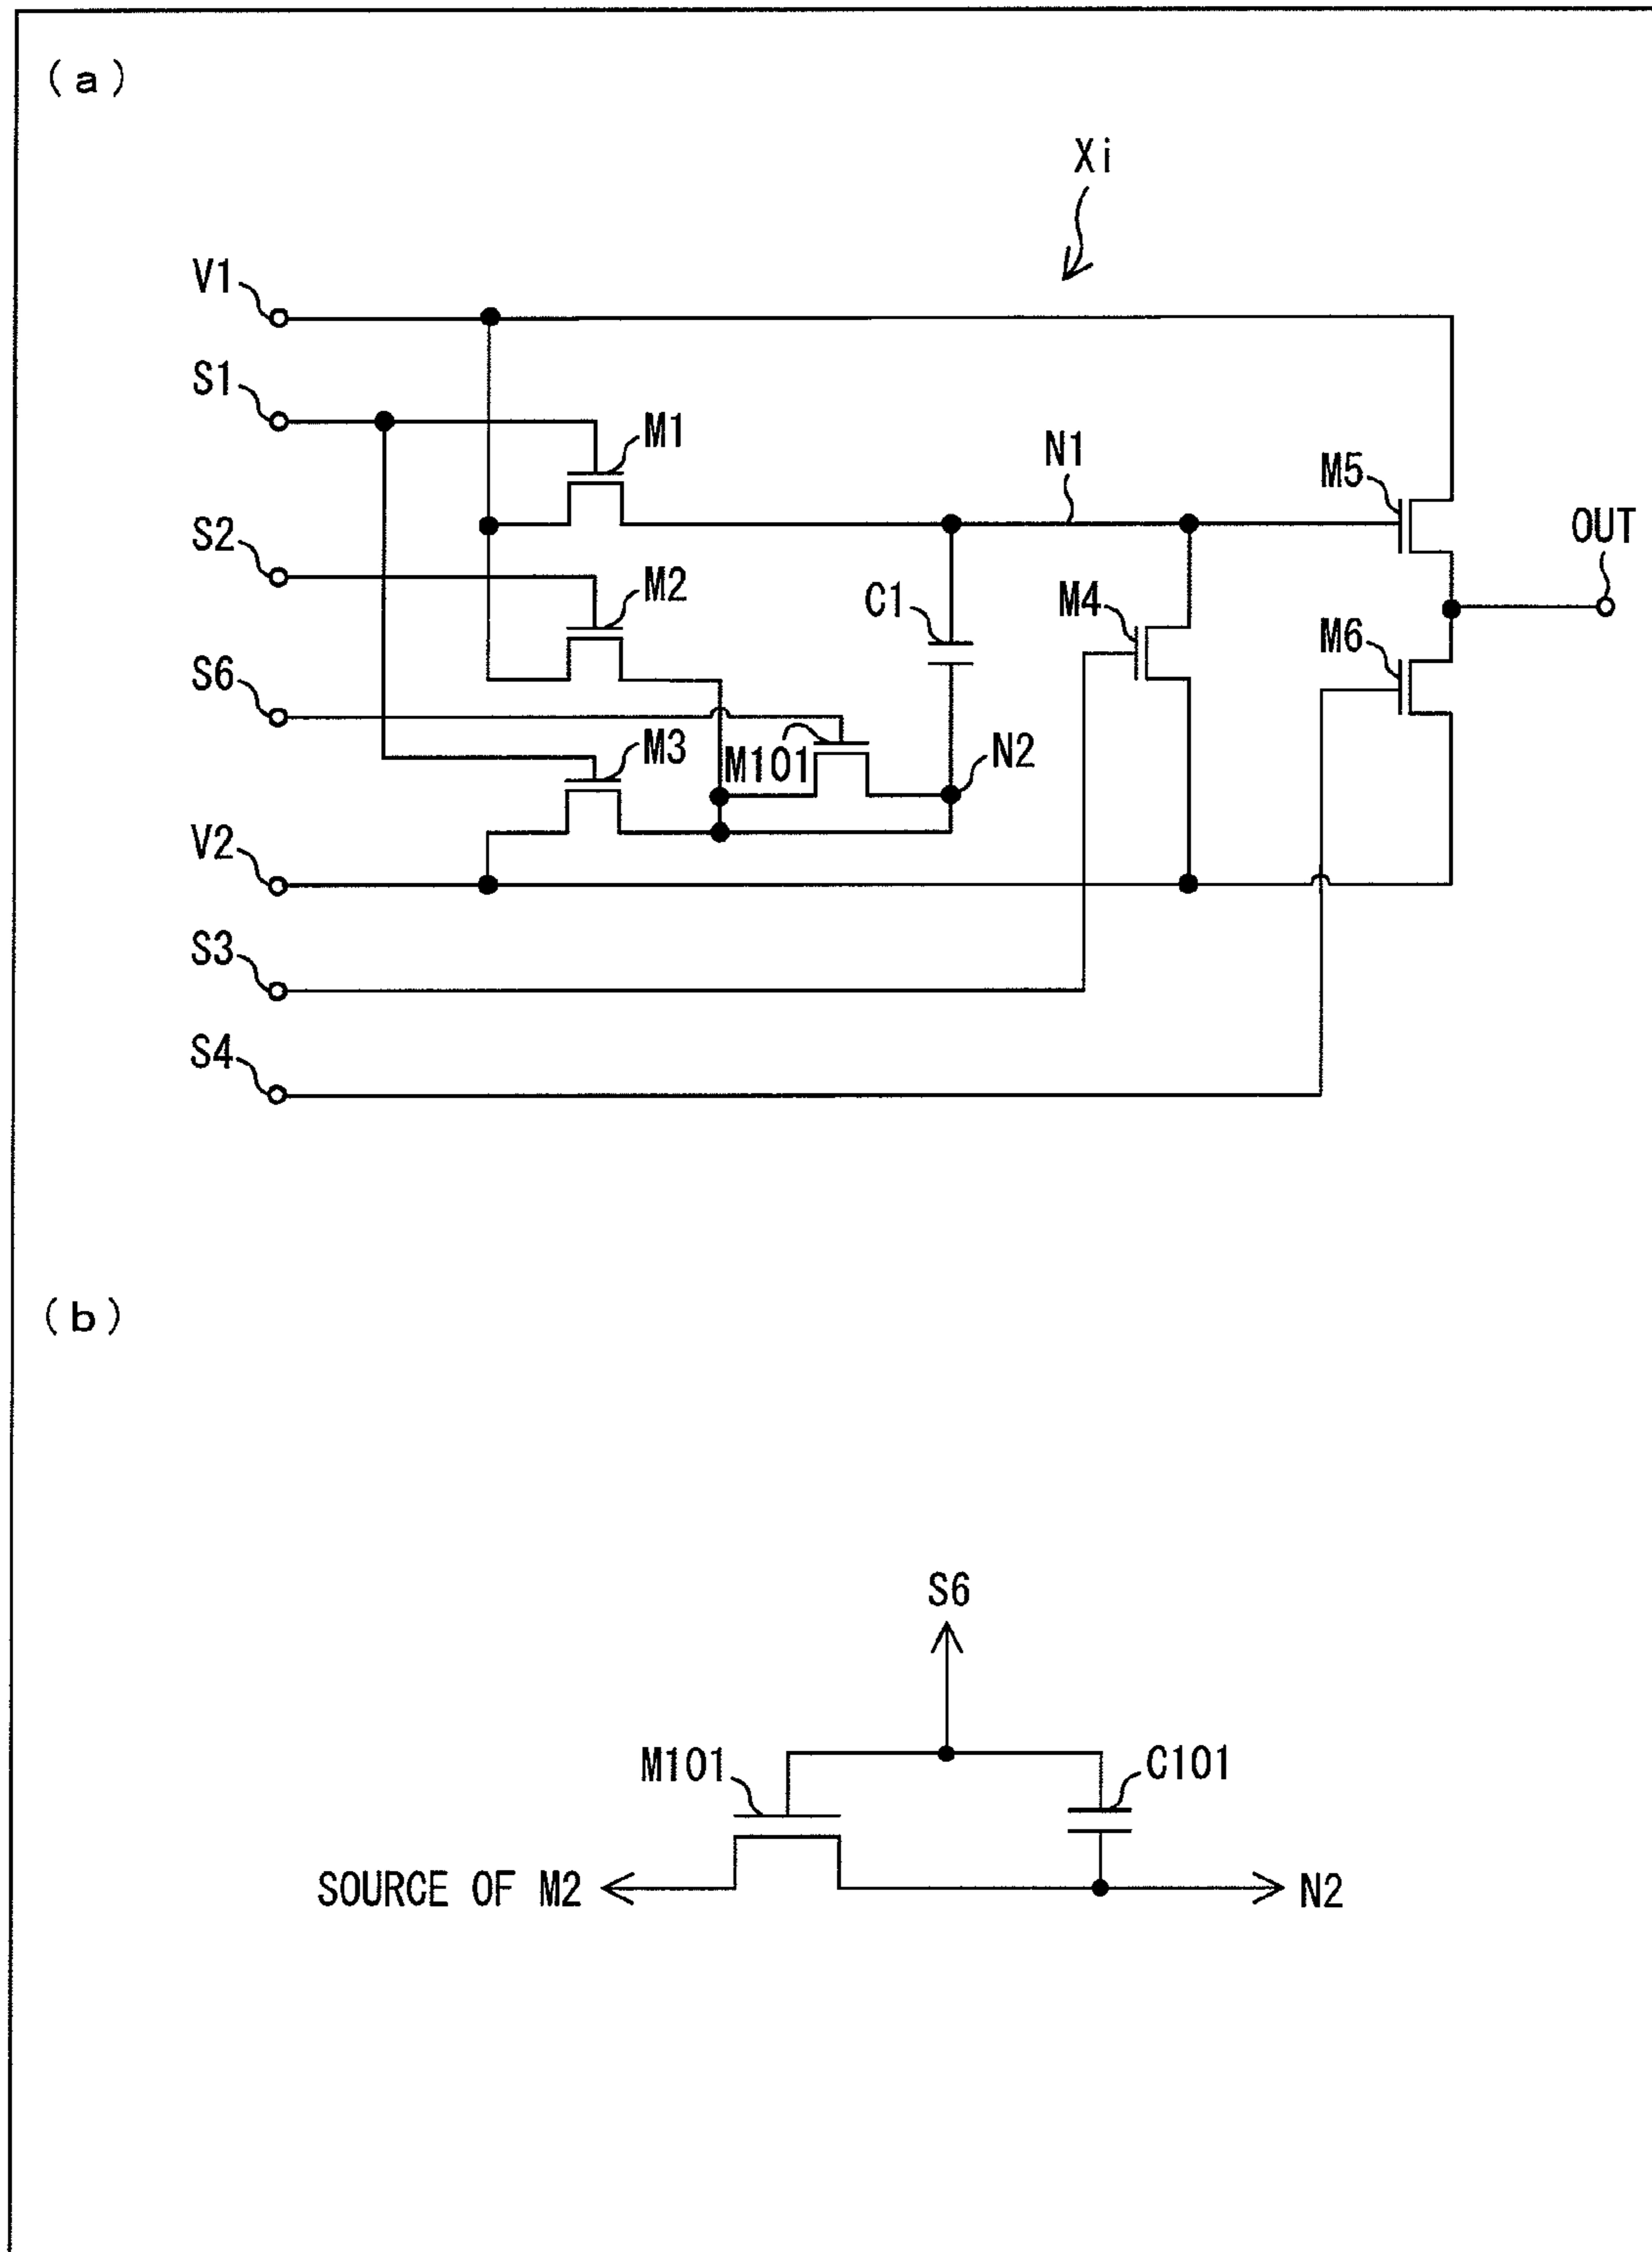 (a)
Xi
V1
S1
M1
N1
M5
S2
OUT
M2
C1
M4
M6
S6
M3
M101
N2
V2
S3
S4
(b)
S6
M101
C101
SOURCE OF M2
N2